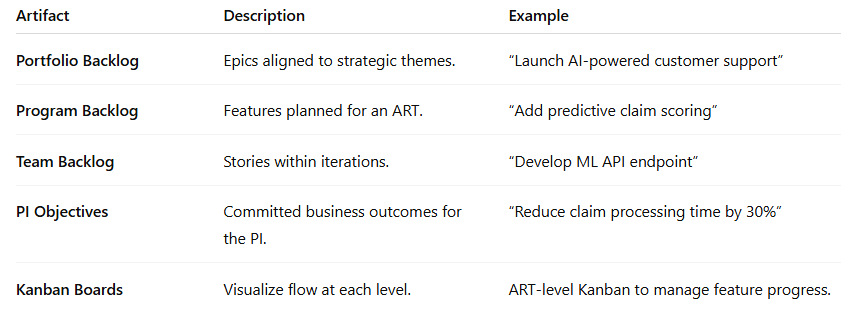 Artifact Description Example
Portfolio Backlog Epics aligned to strategic themes. “Launch AI-powered customer support”
Program Backlog Features planned for an ART. “Add predictive claim scoring”
Team Backlog Stories within iterations. “Develop ML API endpoint”
PI Objectives Committed business outcomes for “Reduce claim processing time by 30%”
the PI.
Kanban Boards Visualize flow at each level. ART-level Kanban to manage feature progress.